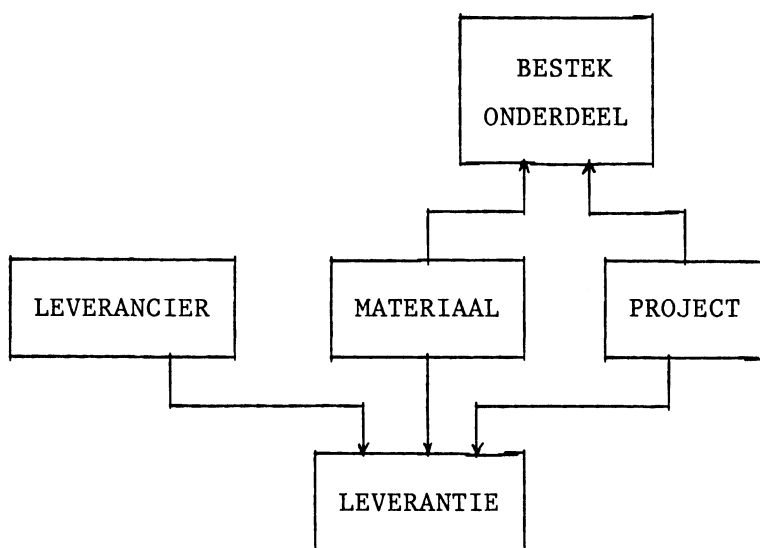 BESTEK
ONDERDEEL
LEVERANCIER
MATERIAAL
PROJECT
LEVERANTIE